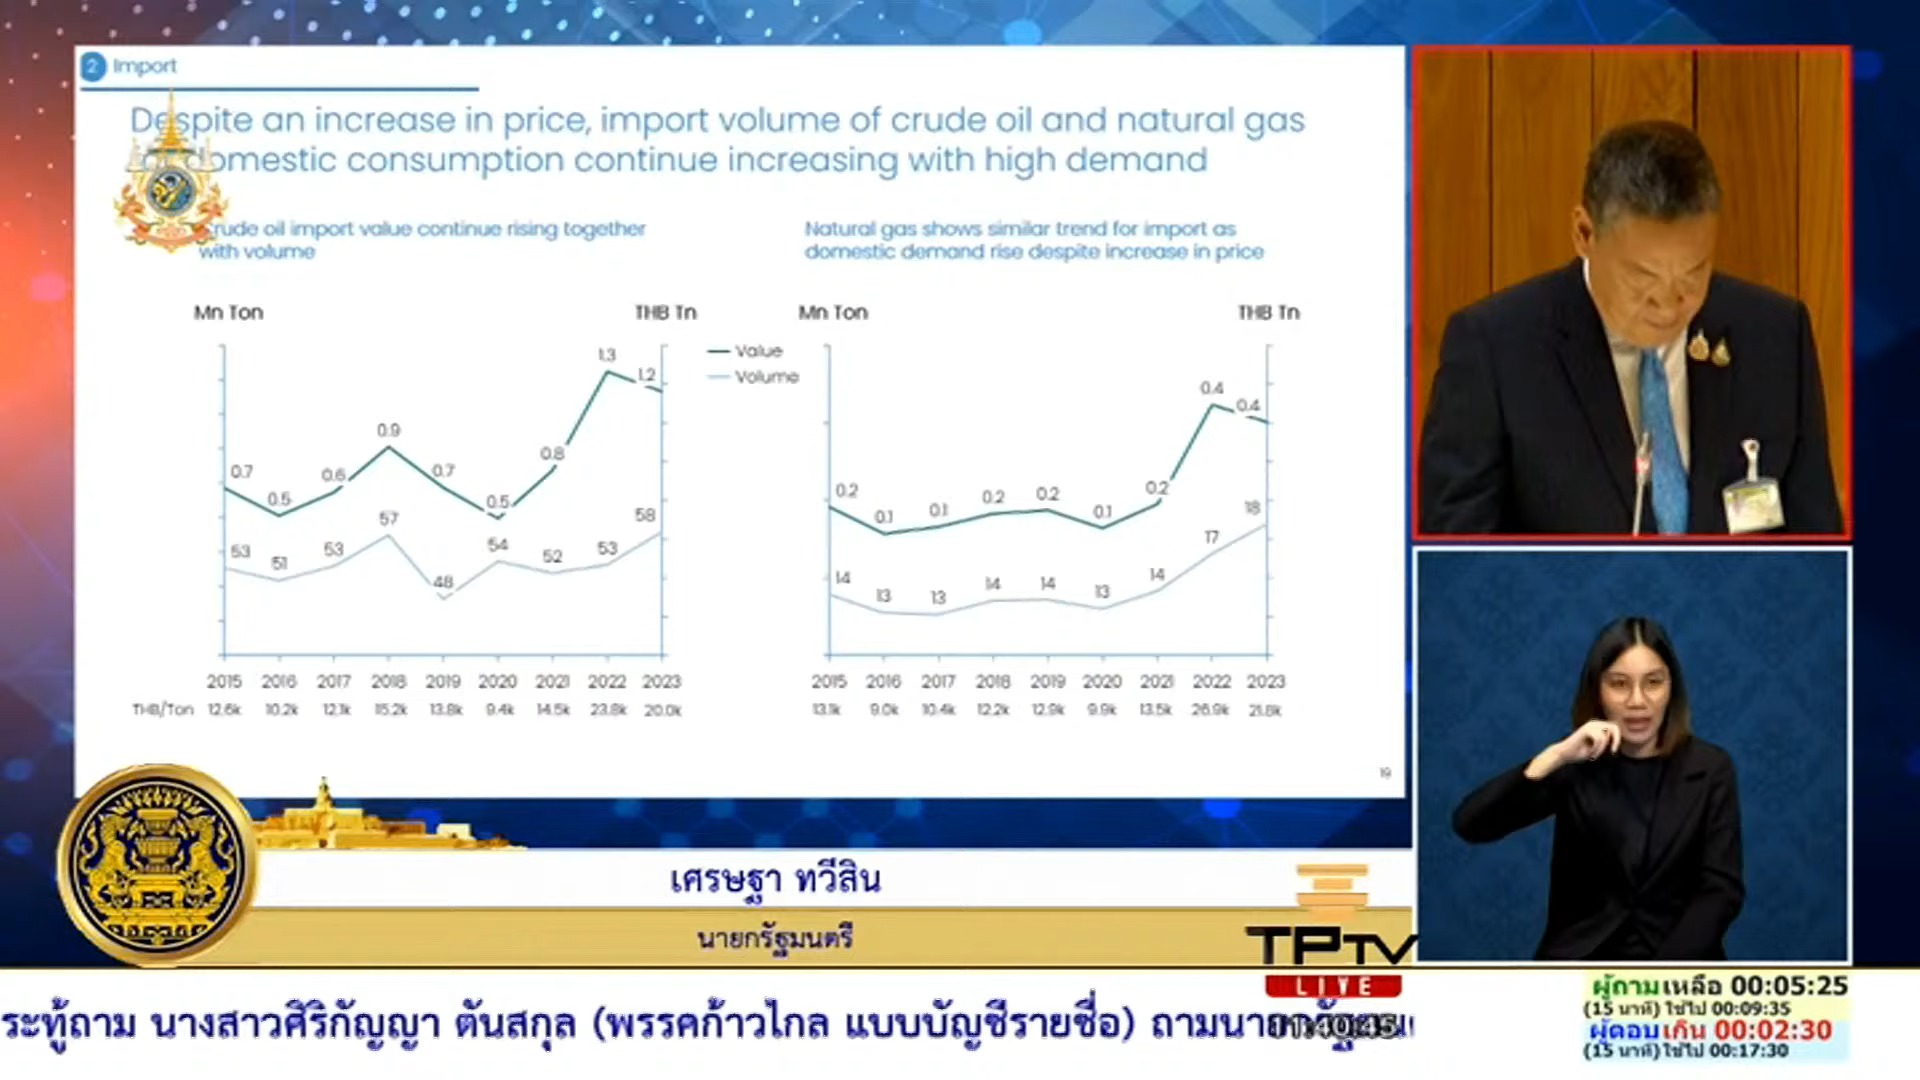 2 Import
Despite an increase in price, import volume of crude oil and natural gas
domestic consumption continue increasing with high demand
crude oil import value continue rising together
with volume
Mn Ton
THB Tn
Value
Volume
0.7 0.5 0.6 0.9 0.7 0.5 0.8 1.3 1.2
53 51 53 57 48 54 52 53 58
2015 2016 2017 2018 2019 2020 2021 2022 2023
THB/Ton 12.6k 10.2k 12.1k 15.2k 13.8k 9.4k 14.5k 23.8k 20.0k
Natural gas shows similar trend for import as
domestic demand rise despite increase in price
Mn Ton
THB Tn
0.2 0.1 0.1 0.2 0.2 0.1 0.2 0.4 0.4
14 13 13 14 14 13 14 17 18
2015 2016 2017 2018 2019 2020 2021 2022 2023
13.1k 9.0k 10.4k 12.2k 12.9k 9.9k 13.5k 26.9k 21.8k
19
เศรษฐา ทวีสิน
นายกรัฐมนตรี
TPTV
LIVE
ระทู้ถาม นางสาวศิริกัญญา ตันสกุล (พรรคก้าวไกล แบบบัญชีรายชื่อ) ถาม
ผู้ถามเหลือ 00:05:25
(15 นาที) ใช้ไป 00:09:35
ผู้ตอบเกิน 00:02:30
(15 นาที) ใช้ไป 00:17:30